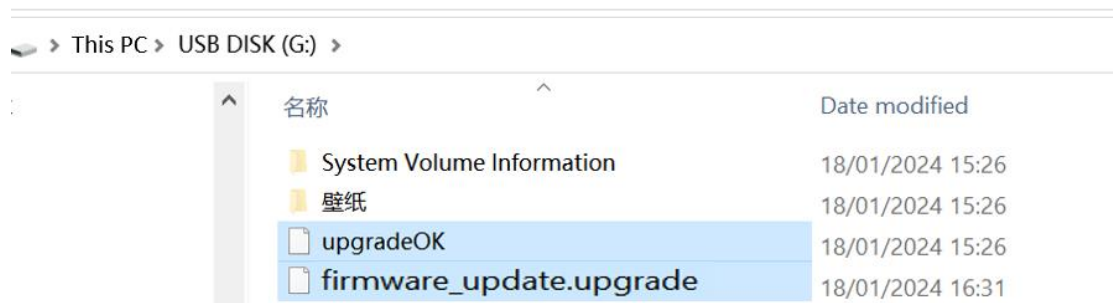 > This PC > USB DISK (G:) >
名称 Date modified
System Volume Information 18/01/2024 15:26
壁纸 18/01/2024 15:26
upgradeOK 18/01/2024 15:26
firmware_update.upgrade 18/01/2024 16:31